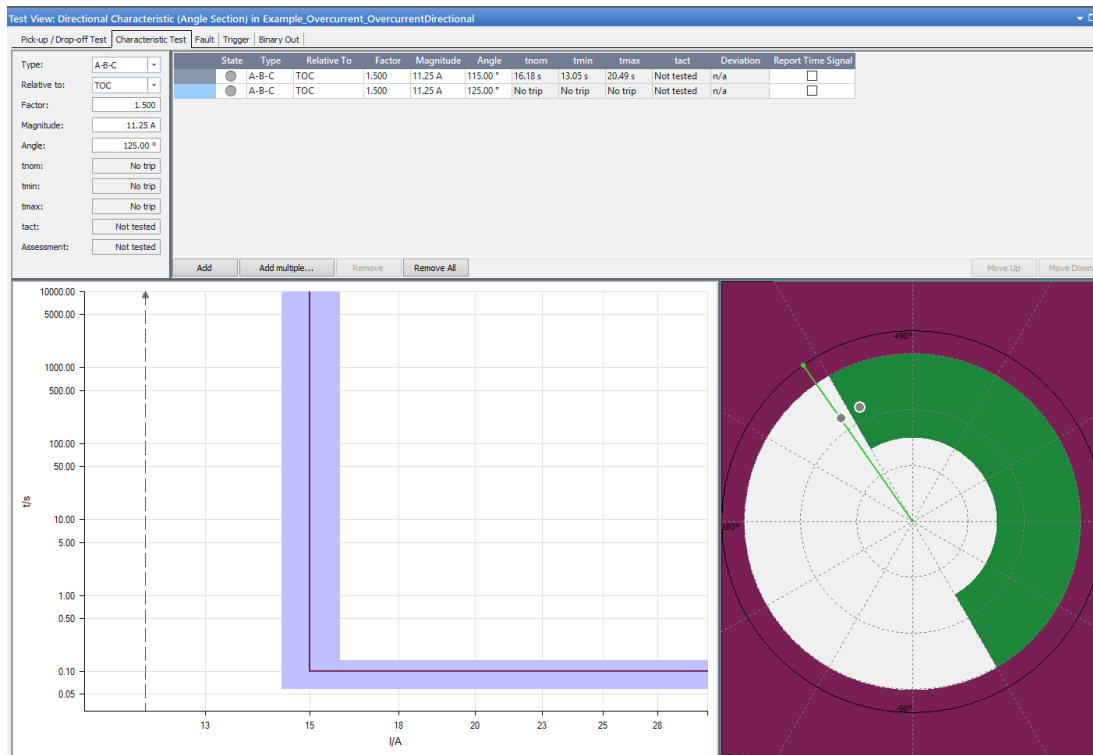 Test View: Directional Characteristic (Angle Section) in Example_Overcurrent_OvercurrentDirectional
Pick-up / Drop-off Test Characteristic Test Fault Trigger Binary Out
Type: A-B-C
Relative to: TOC
Factor: 1.500
Magnitude: 11.25 A
Angle: 125.00 °
tnom: No trip
tmin: No trip
tmax: No trip
tact: Not tested
Assessment: Not tested
State Type Relative To Factor Magnitude Angle tnom tmin tmax tact Deviation Report Time Signal
A-B-C TOC 1.500 11.25 A 115.00 ° 16.18 s 13.05 s 20.49 s Not tested n/a
A-B-C TOC 1.500 11.25 A 125.00 ° No trip No trip No trip Not tested n/a
Add Add multiple... Remove Remove All Move Up Move Down
10000.00
5000.00
1000.00
500.00
100.00
50.00
10.00
5.00
1.00
0.50
0.10
0.05
t/s
13 15 18 20 23 25 28
I/A
+90°
180°
-90°